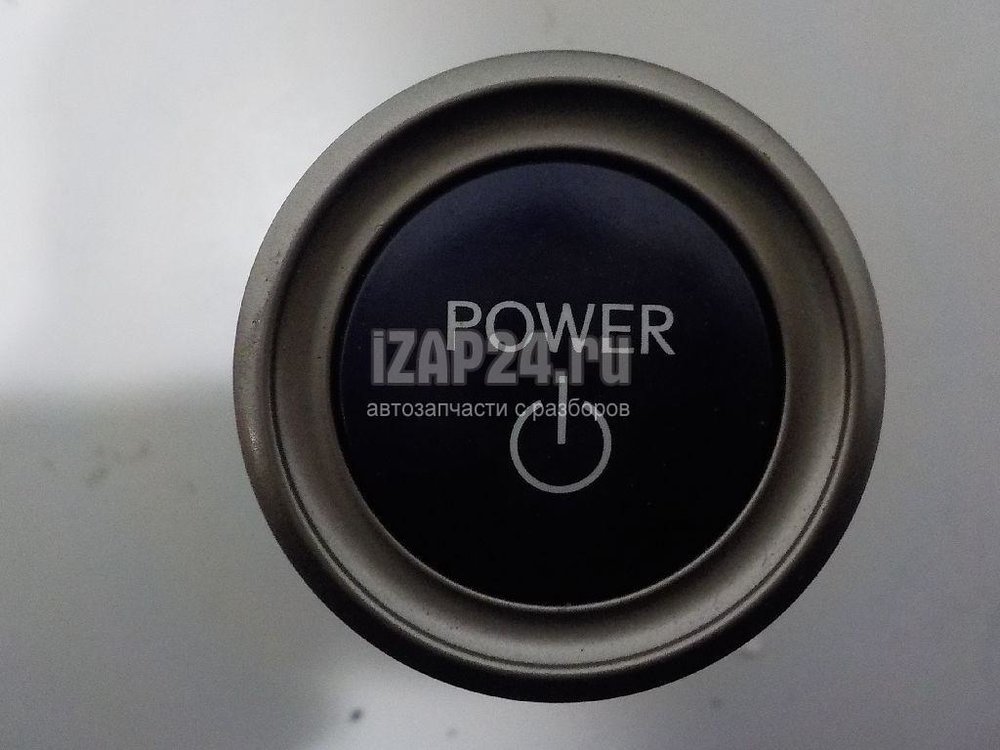 POWER
iZAP24.ru
автозапчасти с разборов